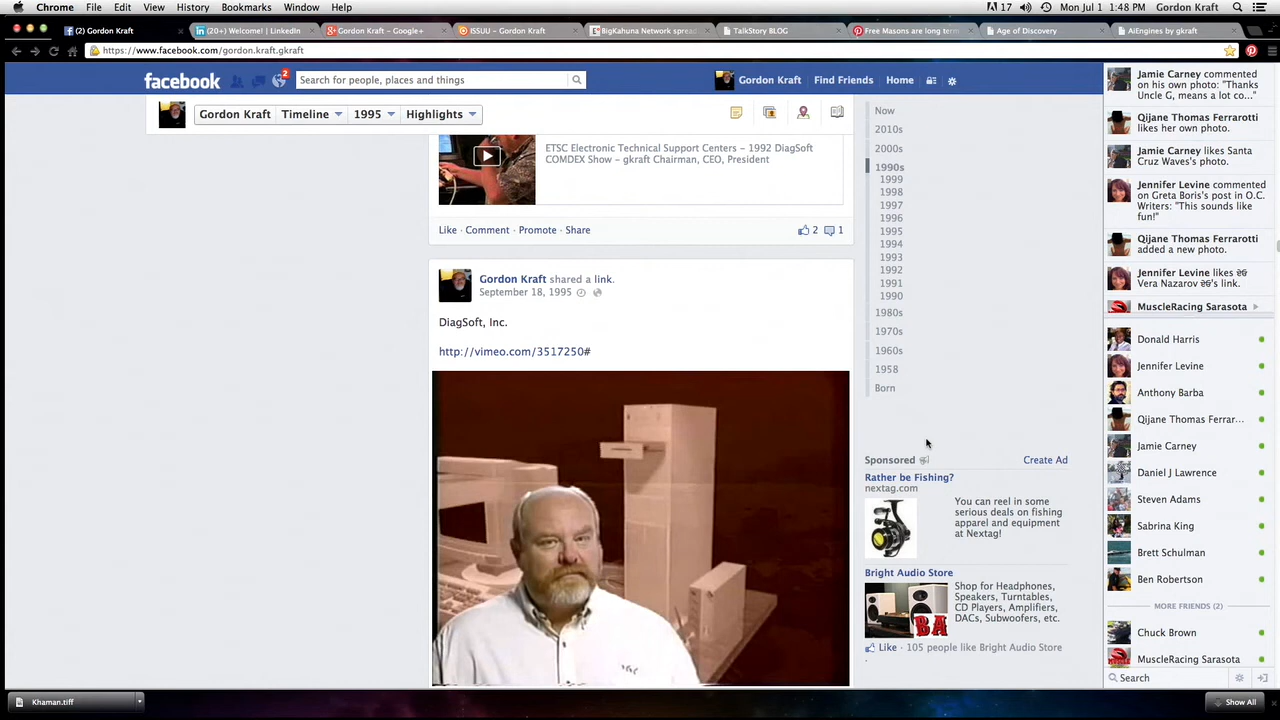 Chrome File Edit View History Bookmarks Window Help
17 Mon Jul 1 1:48 PM Gordon Kraft
(2) Gordon Kraft
(20+) Welcome! | LinkedIn
Gordon Kraft - Google+
ISSUU - Gordon Kraft
BigKahuna Network sprea
TalkStory BLOG
Free Masons are long term
Age of Discovery
AiEngines by gkraft
https://www.facebook.com/gordon.kraft.gkraft
facebook
2
Search for people, places and things
Gordon Kraft Find Friends Home
Gordon Kraft Timeline 1995 Highlights
ETSC Electronic Technical Support Centers – 1992 DiagSoft
COMDEX Show – gkraft Chairman, CEO, President
Like · Comment · Promote · Share
2 1
Gordon Kraft shared a link.
September 18, 1995
DiagSoft, Inc.
http://vimeo.com/3517250#
Now
2010s
2000s
1990s
1999
1998
1997
1996
1995
1994
1993
1992
1991
1990
1980s
1970s
1960s
1958
Born
Sponsored
Create Ad
Rather be Fishing?
nextag.com
You can reel in some
serious deals on fishing
apparel and equipment
at Nextag!
Bright Audio Store
Shop for Headphones,
Speakers, Turntables,
CD Players, Amplifiers,
DACs, Subwoofers, etc.
BA
Like · 105 people like Bright Audio Store
.
Jamie Carney commented
on his own photo: "Thanks
Uncle G, means a lot co..."
Qijane Thomas Ferrarotti
likes her own photo.
Jamie Carney likes Santa
Cruz Waves's photo.
Jennifer Levine commented
on Greta Boris's post in O.C.
Writers: "This sounds like
fun!"
Qijane Thomas Ferrarotti
added a new photo.
Jennifer Levine likes
Vera Nazarov 's link.
MuscleRacing Sarasota
Donald Harris
Jennifer Levine
Anthony Barba
Qijane Thomas Ferrar...
Jamie Carney
Daniel J Lawrence
Steven Adams
Sabrina King
Brett Schulman
Ben Robertson
MORE FRIENDS (2)
Chuck Brown
MuscleRacing Sarasota
Search
Khaman.tiff
Show All